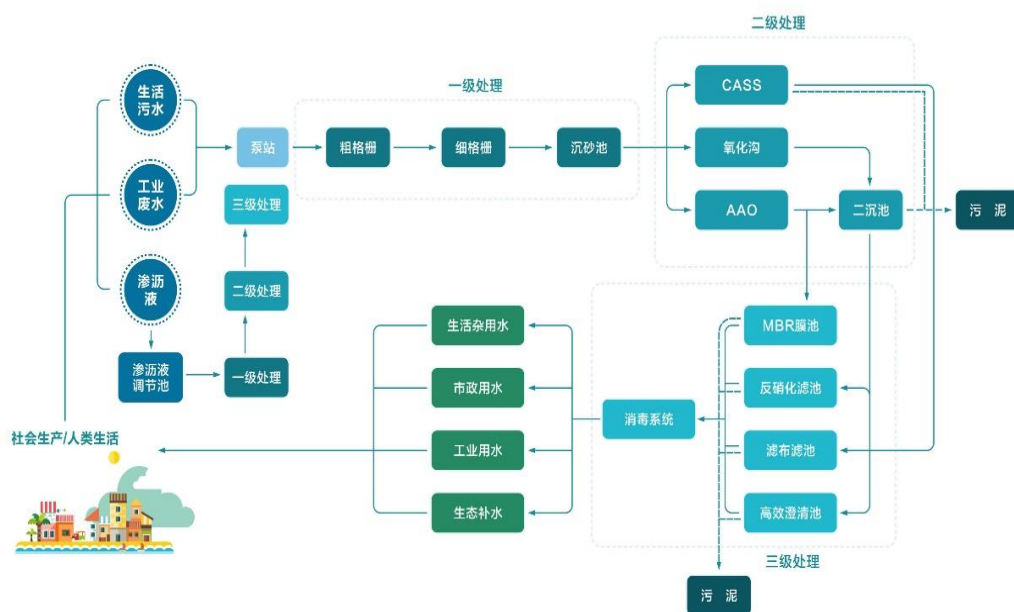 二级处理
生活
污水
一级处理
CASS
泵站
粗格栅
细格栅
沉砂池
氧化沟
工业
废水
三级处理
AAO
二沉池
污 泥
渗沥
液
二级处理
生活杂用水
MBR膜池
渗沥液
调节池
一级处理
市政用水
反硝化滤池
消毒系统
社会生产/人类生活
工业用水
滤布滤池
生态补水
高效澄清池
三级处理
污 泥